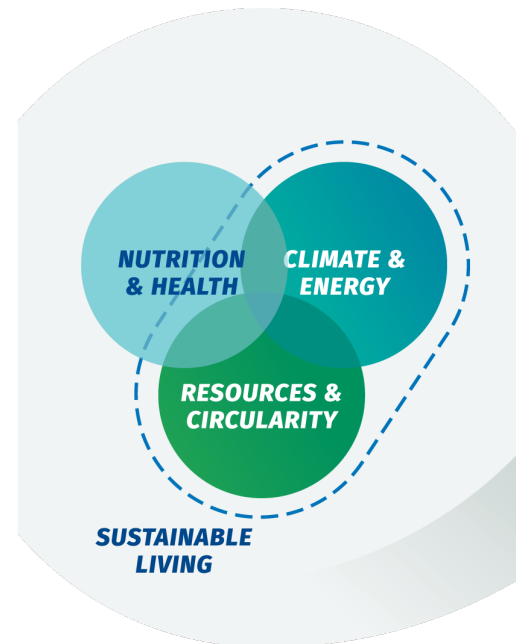 NUTRITION
& HEALTH
CLIMATE &
ENERGY
RESOURCES &
CIRCULARITY
SUSTAINABLE
LIVING